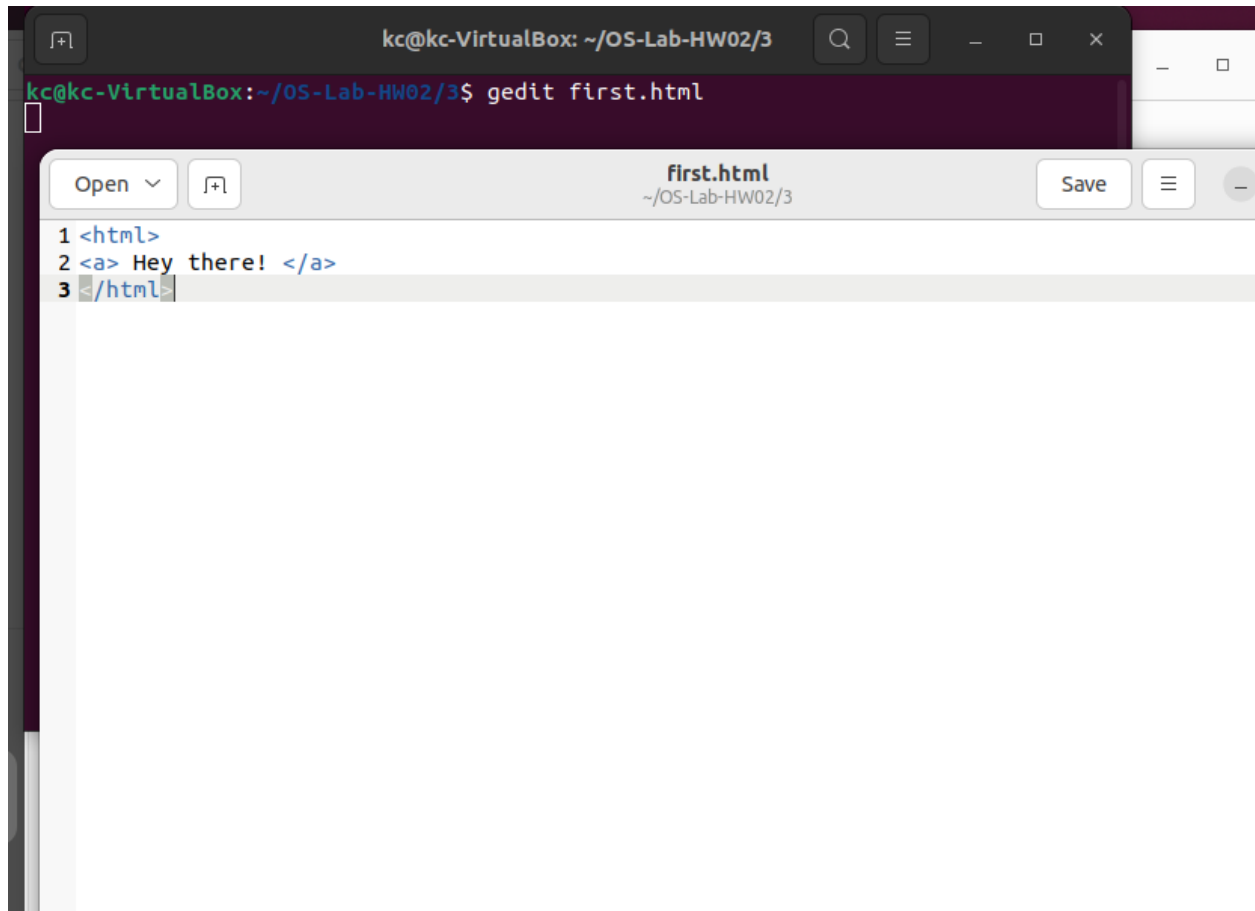 kc@kc-VirtualBox: ~/OS-Lab-HW02/3
kc@kc-VirtualBox:~/OS-Lab-HW02/3$ gedit first.html
Open
first.html
~/OS-Lab-HW02/3
Save
1 <html>
2 <a> Hey there! </a>
3 </html>